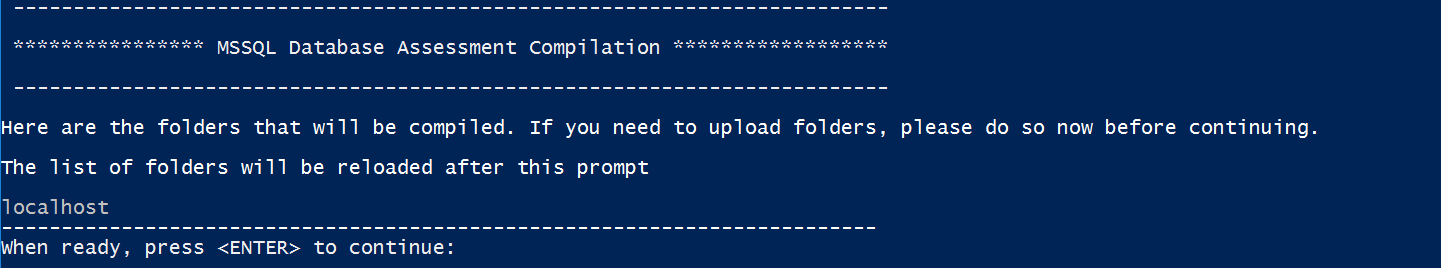 -------------------------------------------------------------------------
**************** MSSQL Database Assessment Compilation ******************
-------------------------------------------------------------------------
Here are the folders that will be compiled. If you need to upload folders, please do so now before continuing.
The list of folders will be reloaded after this prompt
localhost
-------------------------------------------------------------------------
When ready, press <ENTER> to continue: